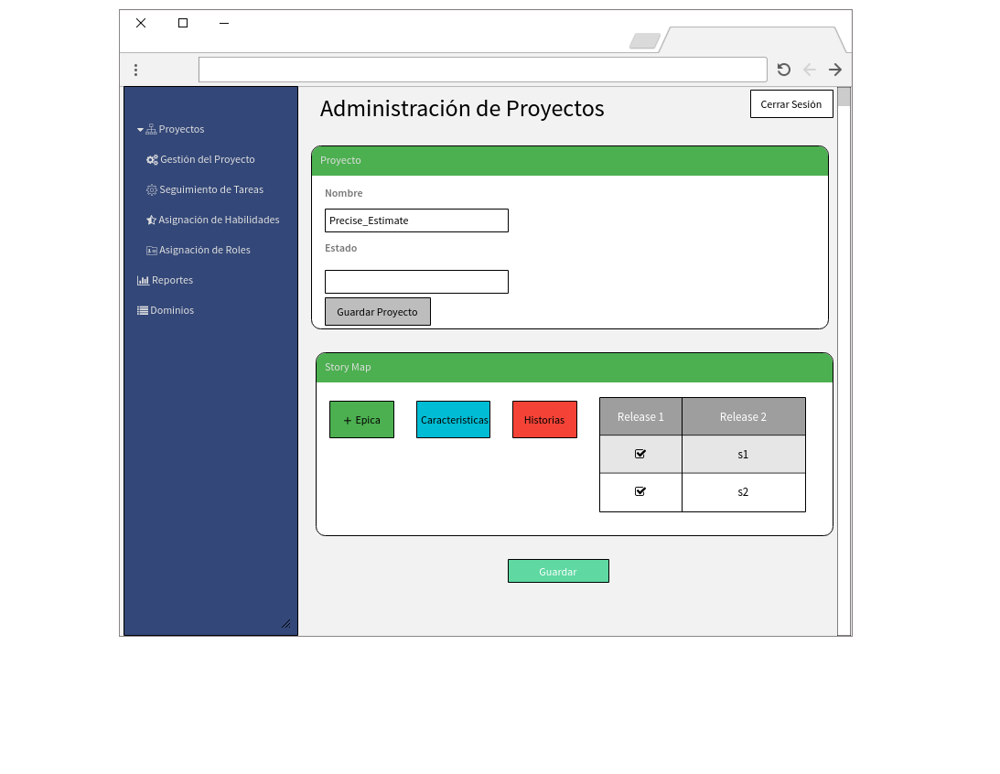 Administración de Proyectos
Cerrar Sesión
Proyectos
Gestión del Proyecto
Seguimiento de Tareas
Asignación de Habilidades
Asignación de Roles
Reportes
Dominios
Proyecto
Nombre
Precise_Estimate
Estado
Guardar Proyecto
Story Map
+ Epica
Caracteristicas
Historias
Release 1 Release 2
s1
s2
Guardar